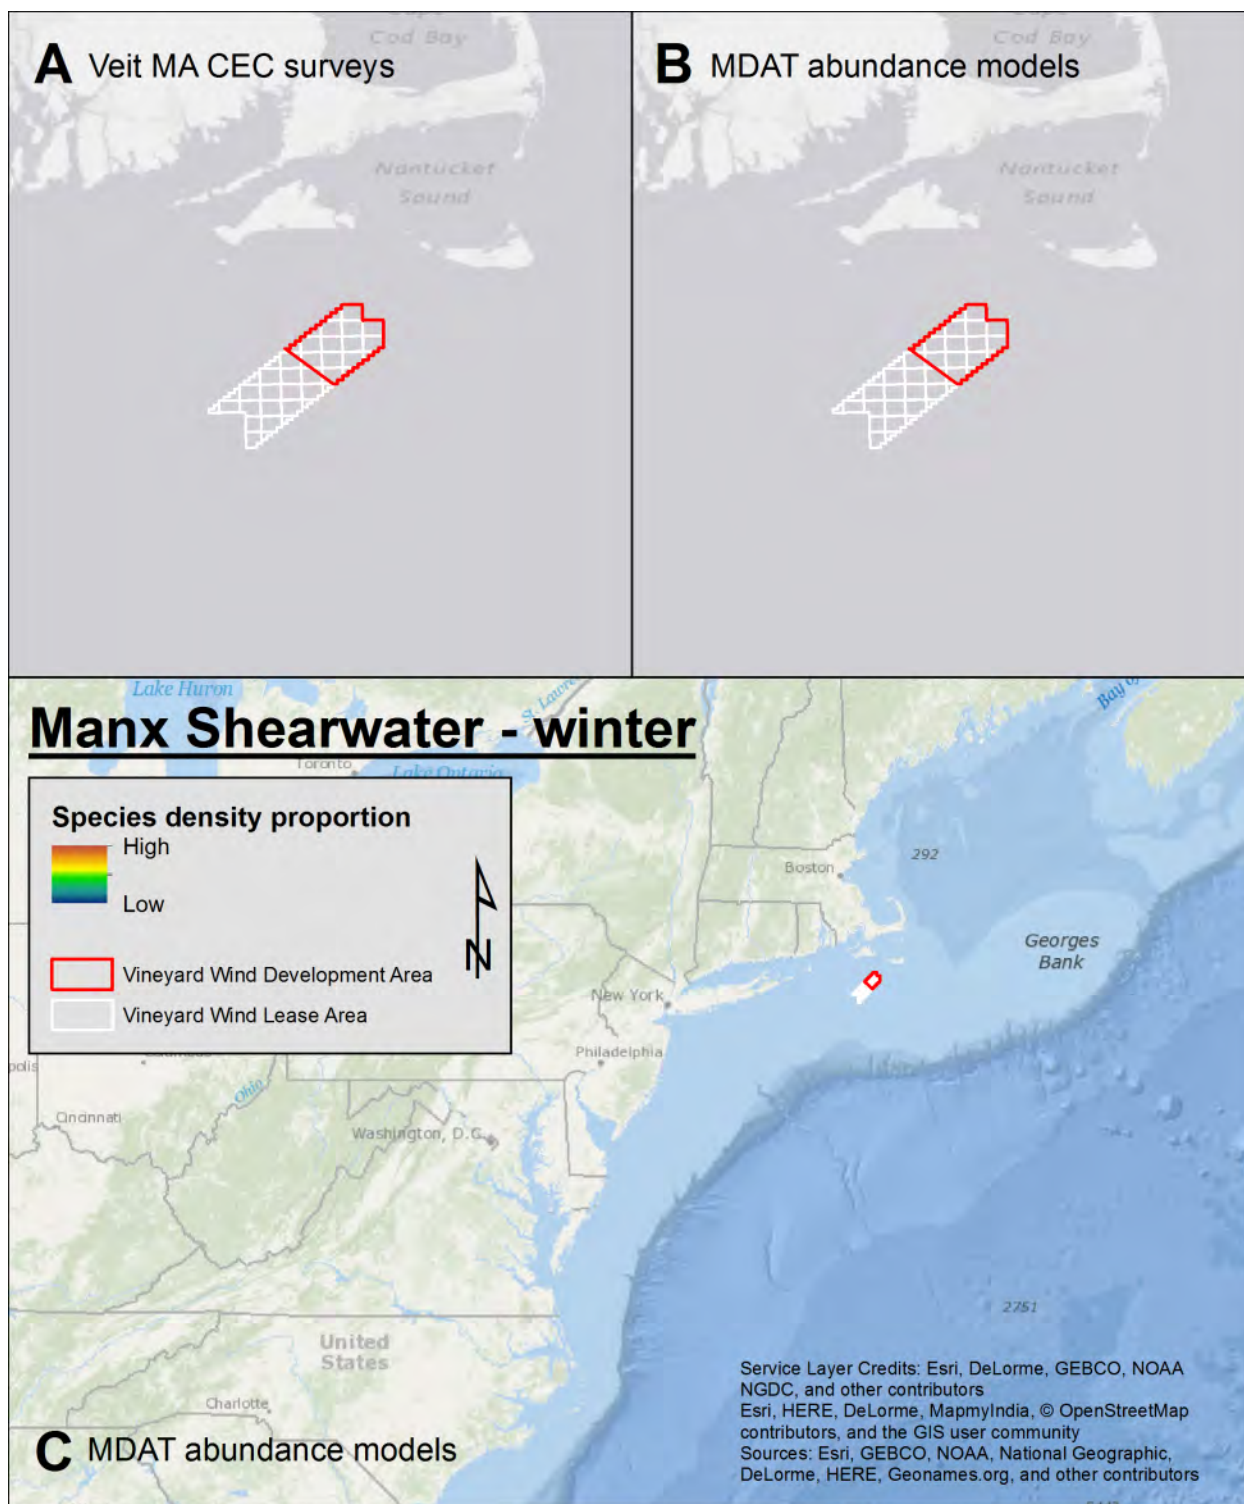 Cod Bay
A Veit MA CEC surveys
Nantucket
Sound
Cod Bay
B MDAT abundance models
Nantucket
Sound
Lake Huron
Manx Shearwater - winter
Toronto
Lake Ontario
Species density proportion
High
Low
N
Vineyard Wind Development Area
Vineyard Wind Lease Area
Boston
292
Georges
Bank
New York
Philadelphia
Ohio
Cincinnati
Washington, D.C.
2751
United
States
Charlotte
C MDAT abundance models
Service Layer Credits: Esri, DeLorme, GEBCO, NOAA
NGDC, and other contributors
Esri, HERE, DeLorme, MapmyIndia, © OpenStreetMap
contributors, and the GIS user community
Sources: Esri, GEBCO, NOAA, National Geographic,
DeLorme, HERE, Geonames.org, and other contributors